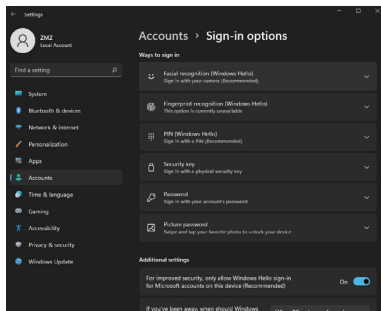 Settings
ZMZ
Local Account
Find a setting
System
Bluetooth & devices
Network & internet
Personalization
Apps
Accounts
Time & language
Gaming
Accessibility
Privacy & security
Windows Update
Accounts > Sign-in options
Ways to sign in
Facial recognition (Windows Hello)
Sign in with your camera (Recommended)
Fingerprint recognition (Windows Hello)
This option is currently unavailable
PIN (Windows Hello)
Sign in with a PIN (Recommended)
Security key
Sign in with a physical security key
Password
Sign in with your account's password
Picture password
Swipe and tap your favorite photo to unlock your device
Additional settings
For improved security, only allow Windows Hello sign-in
for Microsoft accounts on this device (Recommended)
On
If you've been away, when should Windows